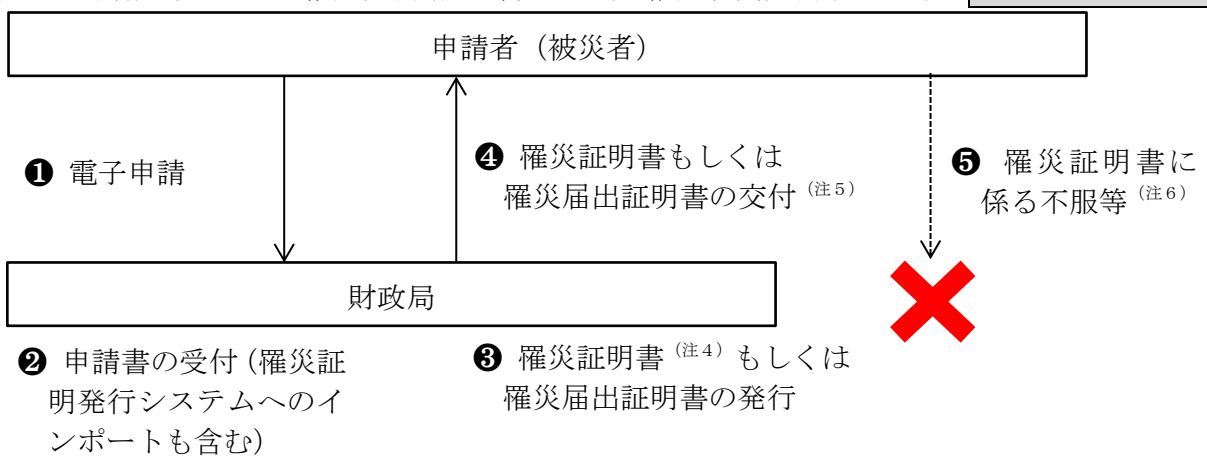 申請者（被災者）
❶ 電子申請
❹ 罹災証明書もしくは
罹災届出証明書の交付（注５）
❺ 罹災証明書に
係る不服等（注６）
財政局
❷ 申請書の受付（罹災証
明発行システムへのイ
ンポートも含む）
❸ 罹災証明書（注４）もしくは
罹災届出証明書の発行